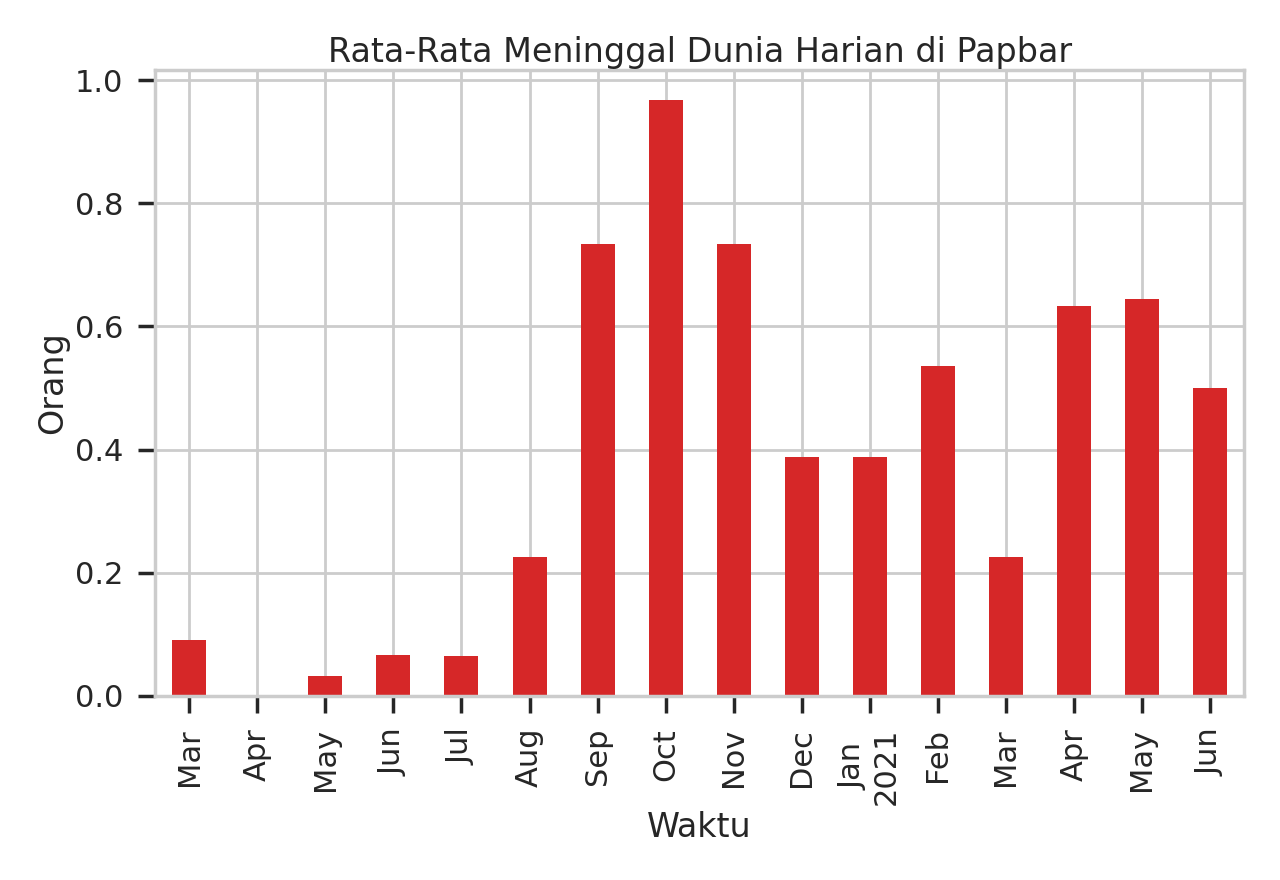 Rata-Rata Meninggal Dunia Harian di Papbar
1.0
0.8
0.6
0.4
0.2
0.0
Orang
Mar
Apr
May
Jun
Jul
Aug
Sep
Oct
Nov
Dec
Jan
2021
Feb
Mar
Apr
May
Jun
Waktu